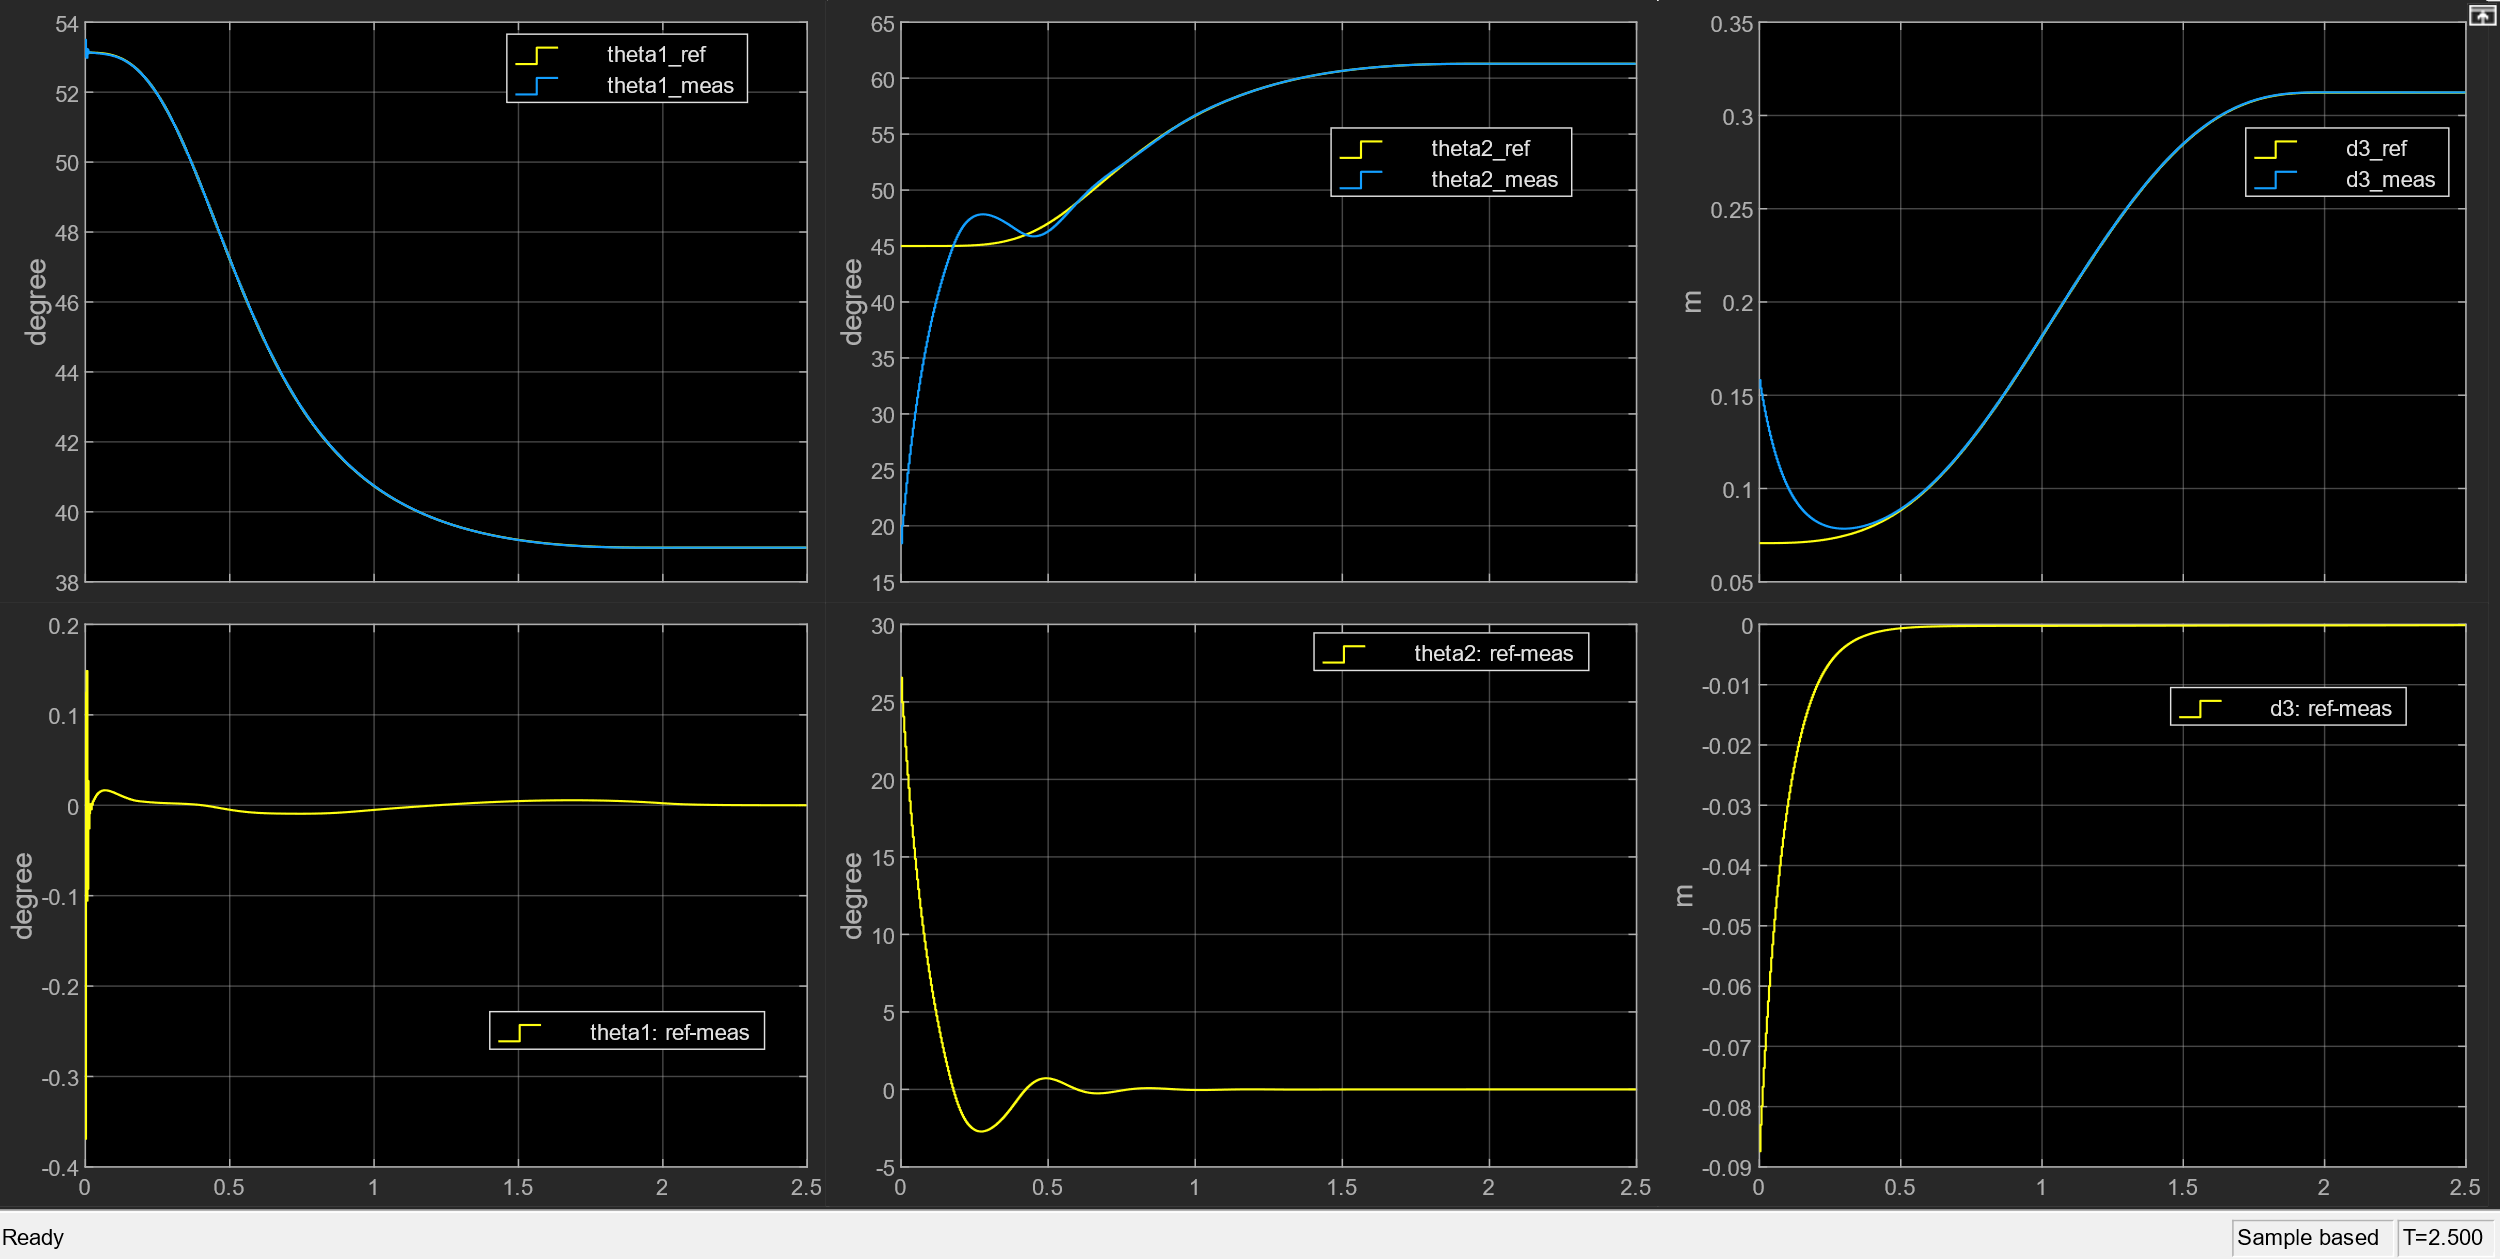 54
52
50
48
46
44
42
40
38
degree
theta1_ref
theta1_meas
65
60
55
50
45
40
35
30
25
20
15
degree
theta2_ref
theta2_meas
0.35
0.3
0.25
0.2
0.15
0.1
0.05
m
d3_ref
d3_meas
0.2
0.1
0
-0.1
-0.2
-0.3
-0.4
degree
theta1: ref-meas
0 0.5 1 1.5 2 2.5
30
25
20
15
10
5
0
-5
degree
theta2: ref-meas
0 0.5 1 1.5 2 2.5
0
-0.01
-0.02
-0.03
-0.04
-0.05
-0.06
-0.07
-0.08
-0.09
m
d3: ref-meas
0 0.5 1 1.5 2 2.5
Ready
Sample based T=2.500